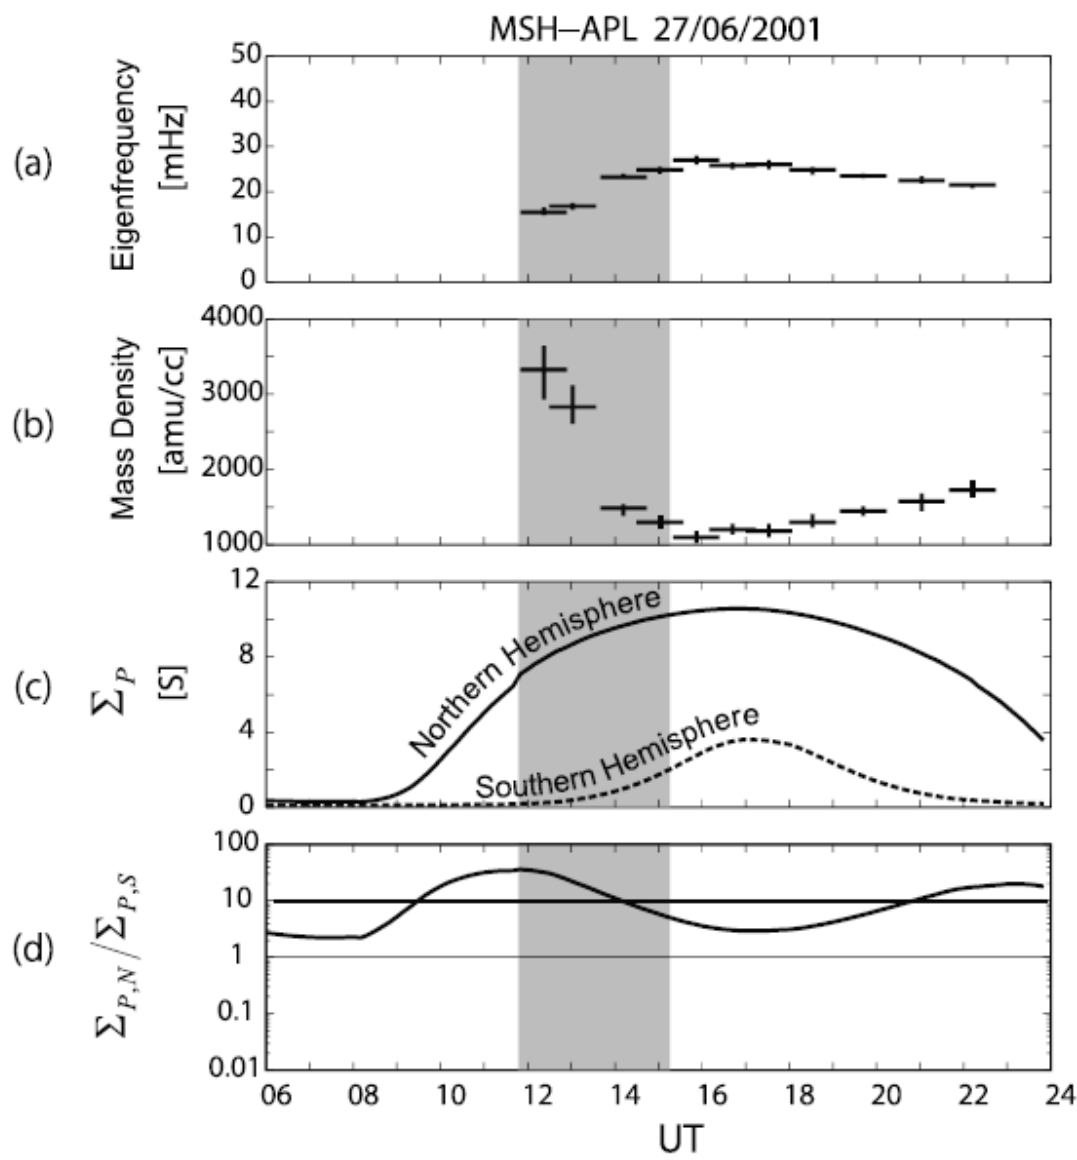 MSH–APL 27/06/2001
(a)
Eigenfrequency
[mHz]
50
40
30
20
10
0
(b)
Mass Density
[amu/cc]
4000
3000
2000
1000
(c)
Σ_P
[S]
12
8
4
0
Northern Hemisphere
Southern Hemisphere
(d)
Σ_{P,N} / Σ_{P,S}
100
10
1
0.1
0.01
06 08 10 12 14 16 18 20 22 24
UT